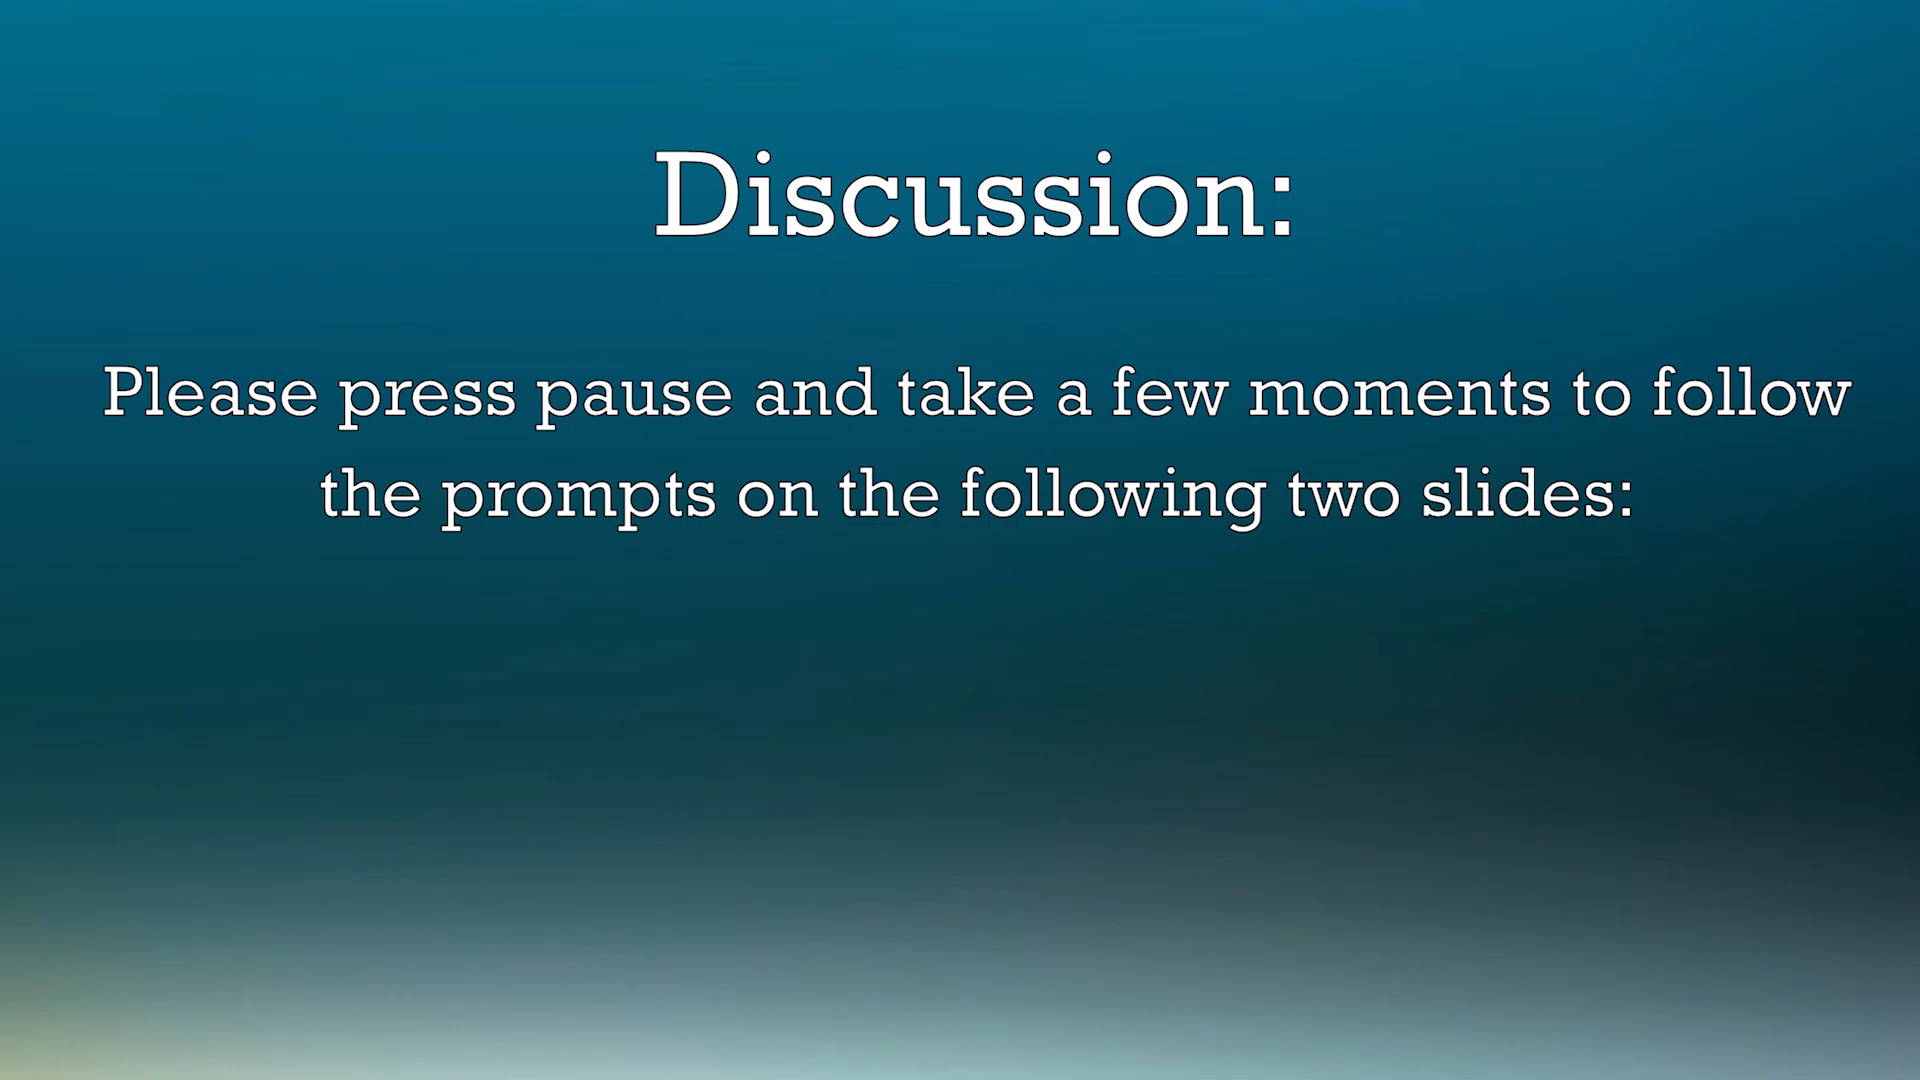 Discussion:
Please press pause and take a few moments to follow
the prompts on the following two slides: